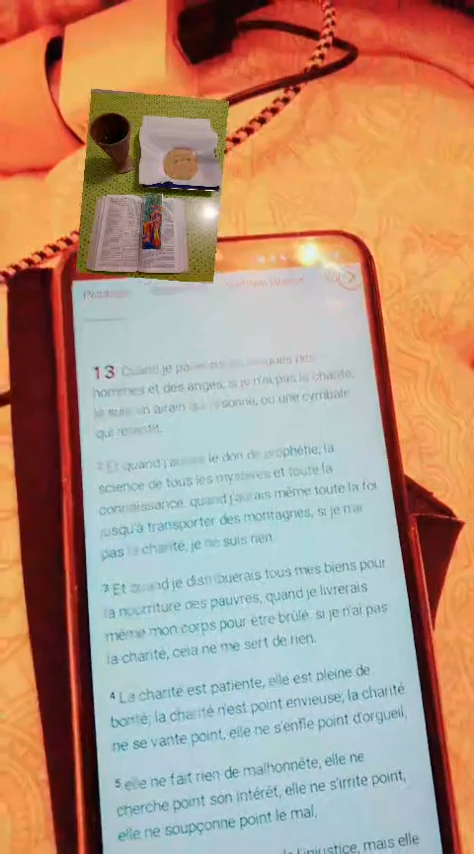 13 Quand je les langues des
hommes et des anges, si je n'ai pas la charité,
je suis un airain qui résonne, ou une cymbale
qui retentit.
2 Et quand j'aurais le don de prophétie, la
science de tous les mystères et toute la
connaissance, quand j'aurais même toute la foi
jusqu'à transporter des montagnes, si je n'ai
pas la charité, je ne suis rien.
3 Et quand je distribuerais tous mes biens pour
la nourriture des pauvres, quand je livrerais
même mon corps pour être brûlé, si je n'ai pas
la charité, cela ne me sert de rien.
4 La charité est patiente, elle est pleine de
bonté; la charité n'est point envieuse; la charité
ne se vante point, elle ne s'enfle point d'orgueil,
5 elle ne fait rien de malhonnête, elle ne
cherche point son intérêt, elle ne s'irrite point,
elle ne soupçonne point le mal,
de l'injustice, mais elle